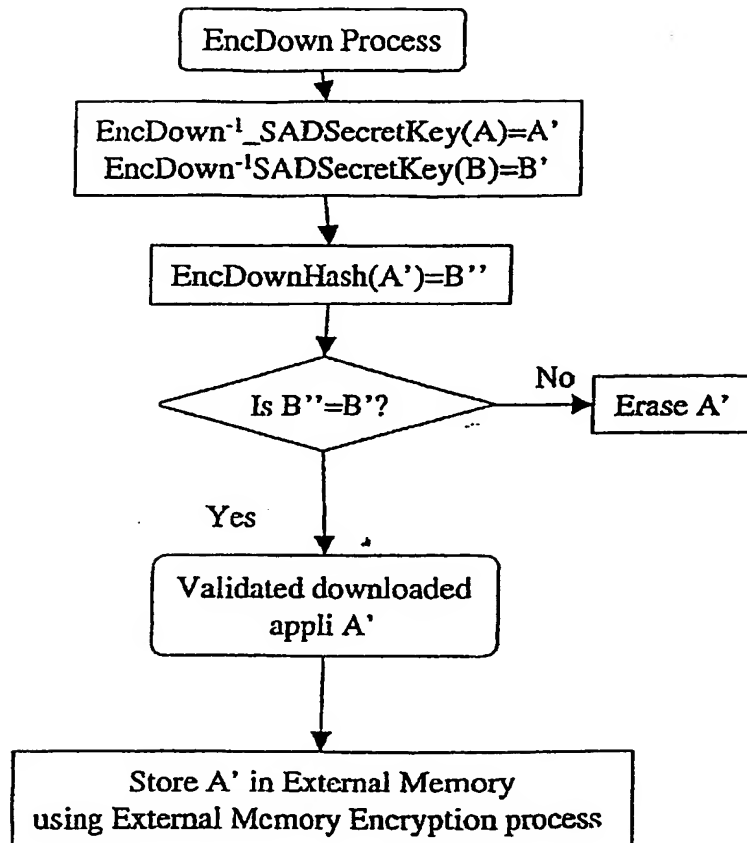 EncDown Process
EncDown⁻¹_SADSecretKey(A)=A’
EncDown⁻¹SADSecretKey(B)=B’
EncDownHash(A’)=B’’
Is B’’=B’?
No
Erase A’
Yes
Validated downloaded
appli A’
Store A’ in External Memory
using External Memory Encryption process